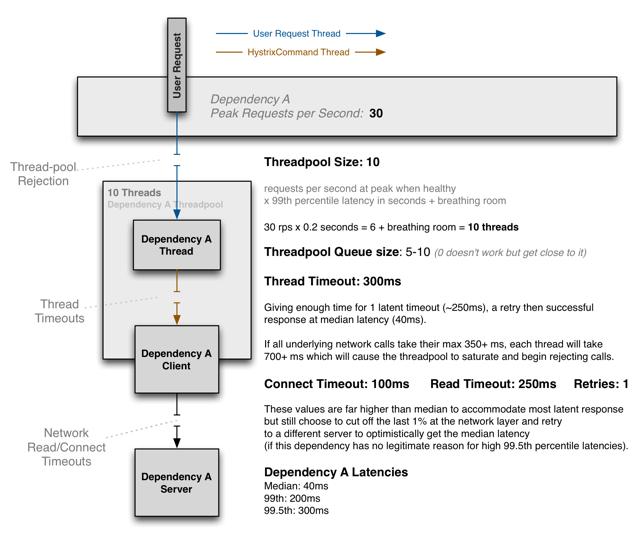 User Request Thread
HystrixCommand Thread
User Request
Dependency A
Peak Requests per Second: 30
Thread-pool
Rejection
Threadpool Size: 10
10 Threads
Dependency A Threadpool
requests per second at peak when healthy
x 99th percentile latency in seconds + breathing room
30 rps x 0.2 seconds = 6 + breathing room = 10 threads
Dependency A
Thread
Threadpool Queue size: 5-10 (0 doesn't work but get close to it)
Thread Timeout: 300ms
Thread
Timeouts
Giving enough time for 1 latent timeout (~250ms), a retry then successful
response at median latency (40ms).
If all underlying network calls take their max 350+ ms, each thread will take
700+ ms which will cause the threadpool to saturate and begin rejecting calls.
Dependency A
Client
Connect Timeout: 100ms Read Timeout: 250ms Retries: 1
These values are far higher than median to accommodate most latent response
but still choose to cut off the last 1% at the network layer and retry
to a different server to optimistically get the median latency
(if this dependency has no legitimate reason for high 99.5th percentile latencies).
Network
Read/Connect
Timeouts
Dependency A
Server
Dependency A Latencies
Median: 40ms
99th: 200ms
99.5th: 300ms